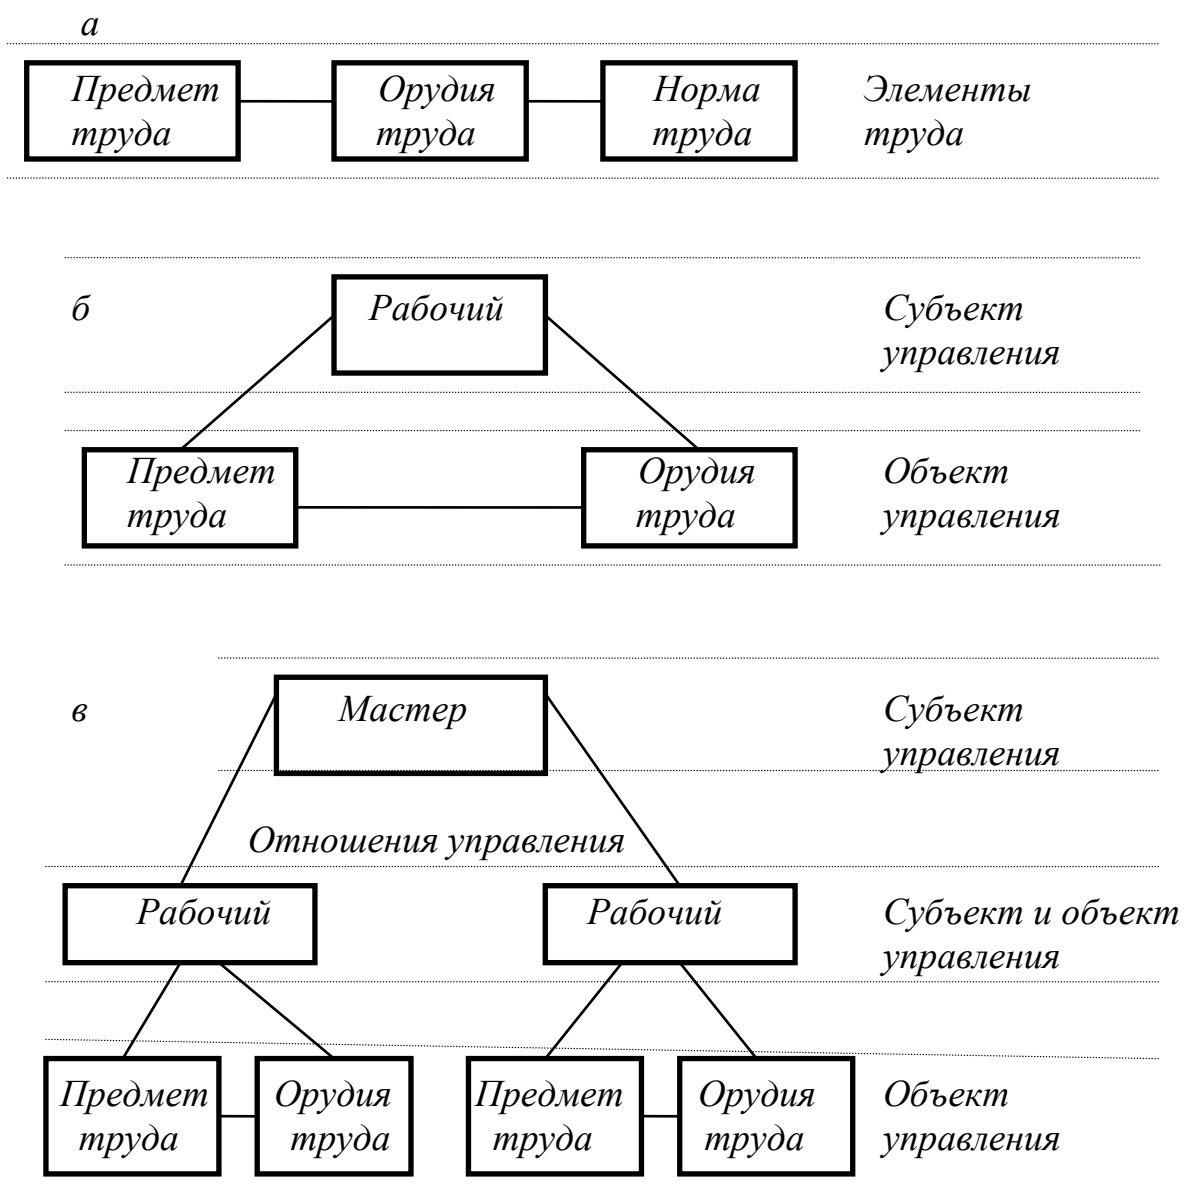 а
Предмет Орудия Норма Элементы
труда труда труда труда
б Рабочий Субъект
управления
Предмет Орудия Объект
труда труда управления
в Мастер Субъект
управления
Отношения управления
Рабочий Рабочий Субъект и объект
управления
Предмет Орудия Предмет Орудия Объект
труда труда труда труда управления